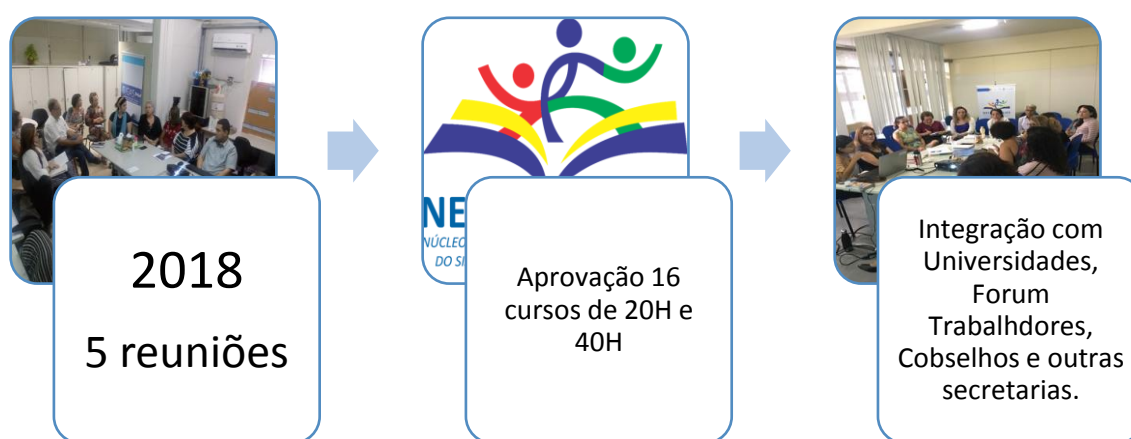 2018
5 reuniões
NE
NÚCLEO
DO SI
Aprovação 16
cursos de 20H e
40H
Integração com
Universidades,
Forum
Trabalhdores,
Cobselhos e outras
secretarias.